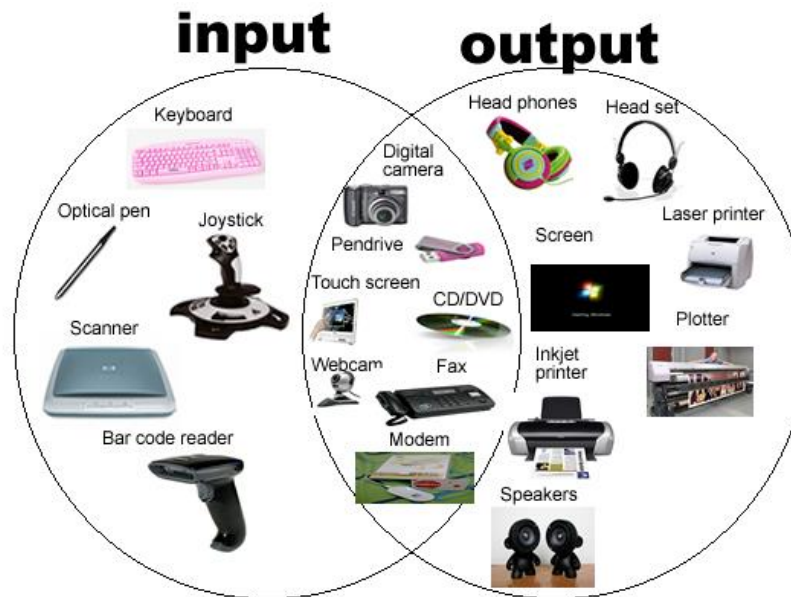 input
output
Keyboard
Optical pen
Joystick
Scanner
Bar code reader
Digital
camera
Pendrive
Touch screen
CD/DVD
Webcam
Fax
Modem
Head phones
Head set
Screen
Laser printer
Plotter
Inkjet
printer
Speakers